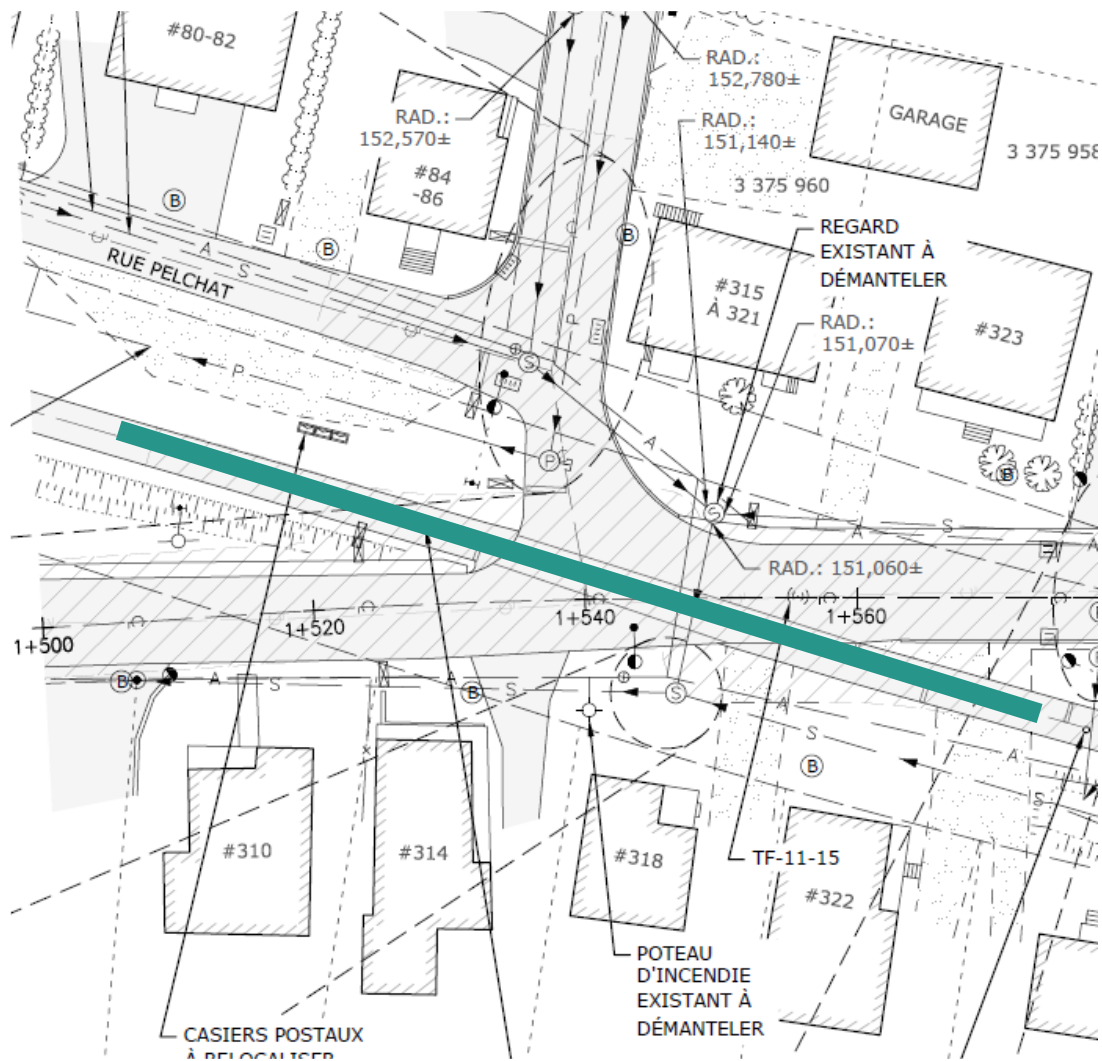 #80-82
RAD.:
152,780±
RAD.:
152,570±
RAD.:
151,140±
GARAGE
3 375 958
#84
-86
3 375 960
B
B
B
REGARD
EXISTANT À
DÉMANTELER
A
S
RUE PELCHAT
#315
À 321
RAD.:
151,070±
#323
P
S
P
A
P
B
S
S
A
A
RAD.: 151,060±
1+500
1+520
1+540
1+560
B
A
S
B
S
S
A
S
A
B
S
#310
#314
#318
TF-11-15
#322
POTEAU
D'INCENDIE
EXISTANT À
DÉMANTELER
CASIERS POSTAUX
À RELOCALISER